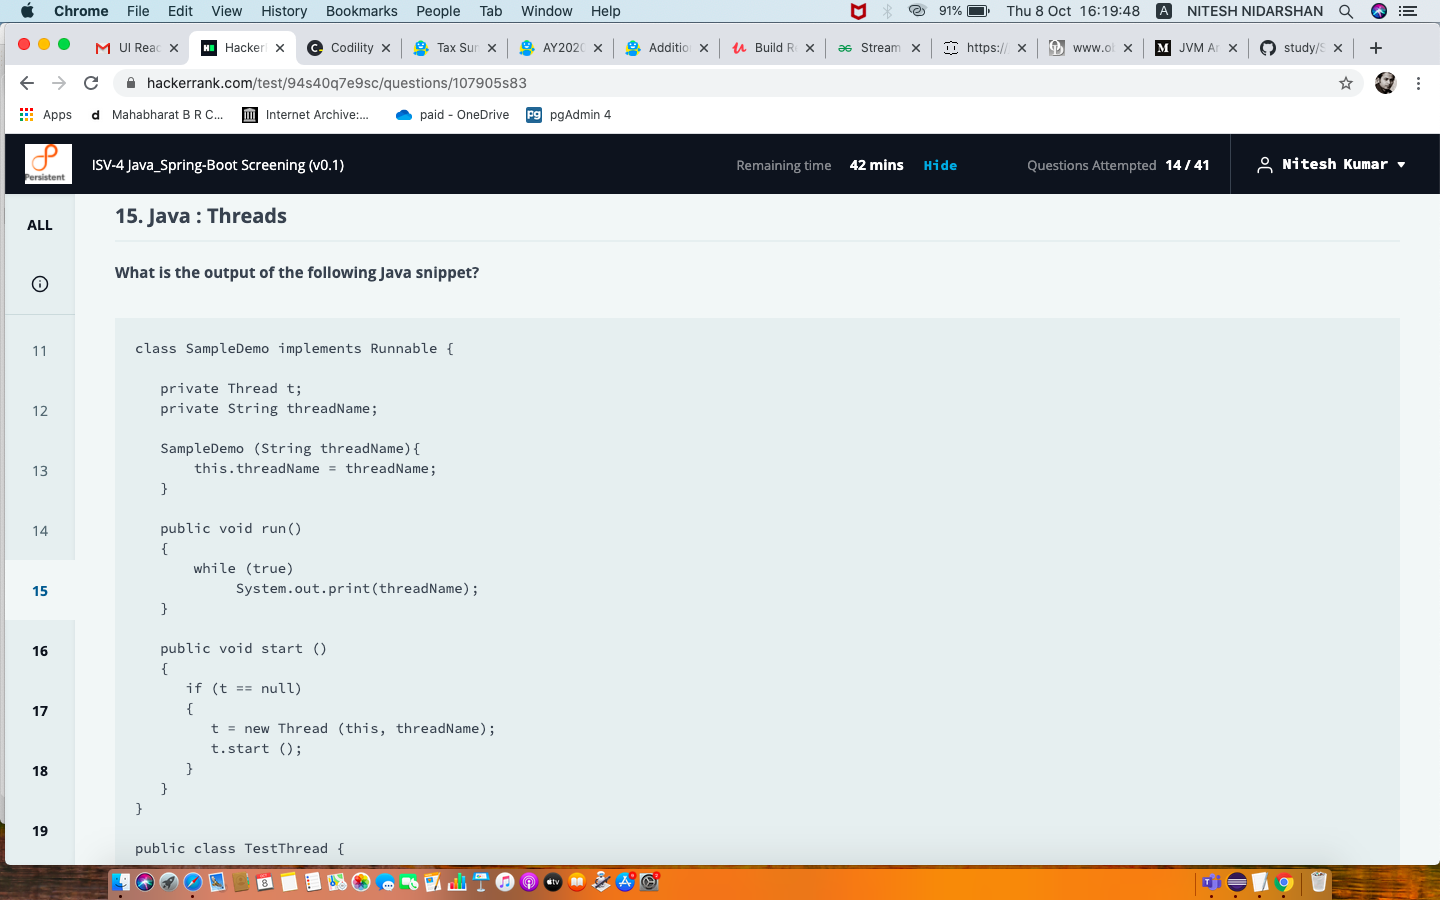 Chrome File Edit View History Bookmarks People Tab Window Help 91% Thu 8 Oct 16:19:48 A NITESH NIDARSHAN
UI Reac Hacker Codility Tax Sur AY202 Additio Build R Stream https:// www.o JVM Ar study/S
hackerrank.com/test/94s40q7e9sc/questions/107905s83
Apps d Mahabharat B R C... Internet Archive:... paid - OneDrive pg pgAdmin 4
Persistent ISV-4 Java_Spring-Boot Screening (v0.1) Remaining time 42 mins Hide Questions Attempted 14 / 41 Nitesh Kumar
ALL
15. Java : Threads
What is the output of the following Java snippet?
11
12
13
14
15
16
17
18
19
class SampleDemo implements Runnable {
private Thread t;
private String threadName;
SampleDemo (String threadName){
this.threadName = threadName;
}
public void run()
{
while (true)
System.out.print(threadName);
}
public void start ()
{
if (t == null)
{
t = new Thread (this, threadName);
t.start ();
}
}
}
public class TestThread {